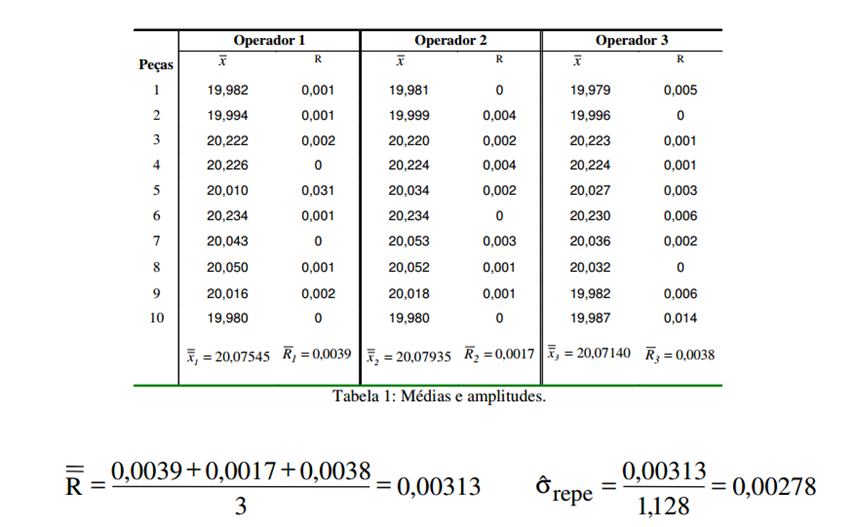 Operador 1 Operador 2 Operador 3
Peças x̄ R x̄ R x̄ R
1 19,982 0,001 19,981 0 19,979 0,005
2 19,994 0,001 19,999 0,004 19,996 0
3 20,222 0,002 20,220 0,002 20,223 0,001
4 20,226 0 20,224 0,004 20,224 0,001
5 20,010 0,031 20,034 0,002 20,027 0,003
6 20,234 0,001 20,234 0 20,230 0,006
7 20,043 0 20,053 0,003 20,036 0,002
8 20,050 0,001 20,052 0,001 20,032 0
9 20,016 0,002 20,018 0,001 19,982 0,006
10 19,980 0 19,980 0 19,987 0,014
x̿₁ = 20,07545 R̄₁ = 0,0039 x̿₂ = 20,07935 R̄₂ = 0,0017 x̿₃ = 20,07140 R̄₃ = 0,0038
Tabela 1: Médias e amplitudes.
R̿ = (0,0039 + 0,0017 + 0,0038) / 3 = 0,00313 σ̂repe = 0,00313 / 1,128 = 0,00278